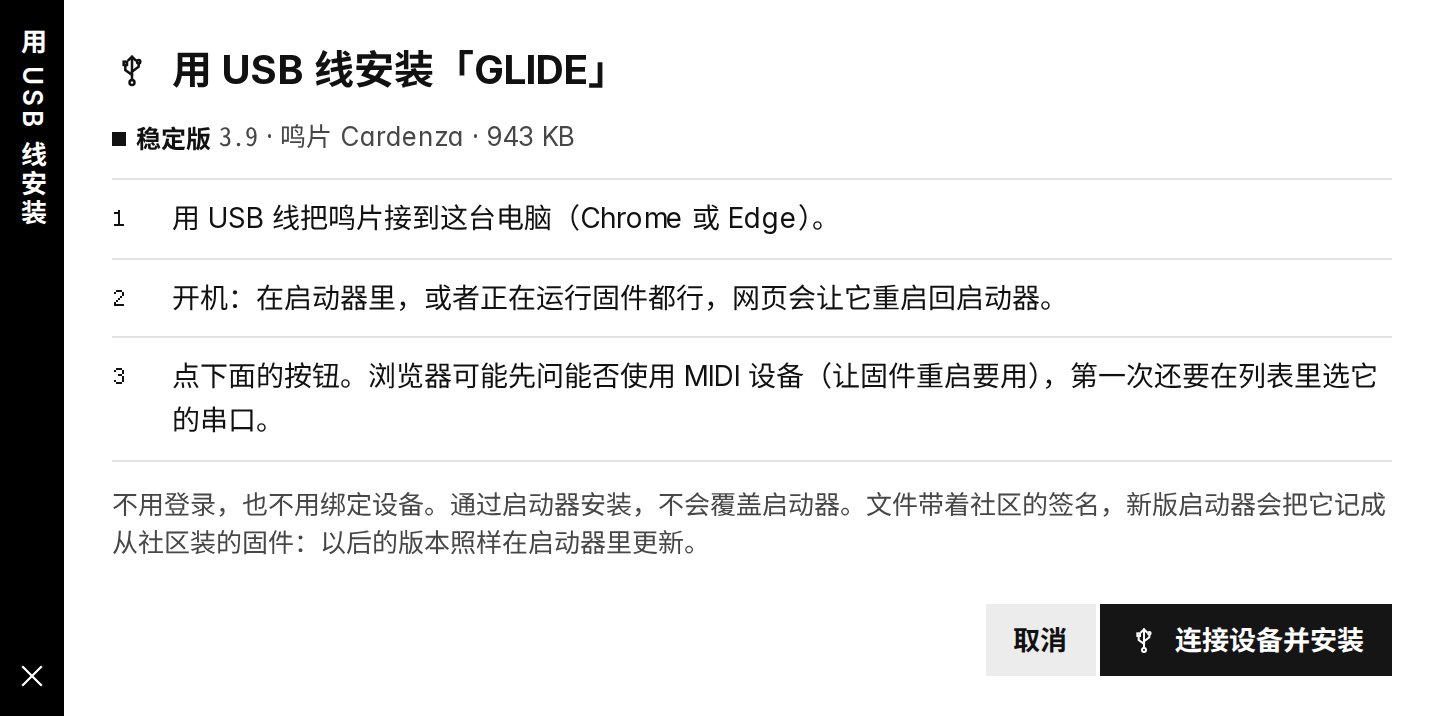 用 USB 线安装
用 USB 线安装「GLIDE」
稳定版 3.9 · 鸣片 Cardenza · 943 KB
1 用 USB 线把鸣片接到这台电脑（Chrome 或 Edge）。
2 开机：在启动器里，或者正在运行固件都行，网页会让它重启回启动器。
3 点下面的按钮。浏览器可能先问能否使用 MIDI 设备（让固件重启要用），第一次还要在列表里选它
的串口。
不用登录，也不用绑定设备。通过启动器安装，不会覆盖启动器。文件带着社区的签名，新版启动器会把它记成
从社区装的固件：以后的版本照样在启动器里更新。
取消
连接设备并安装